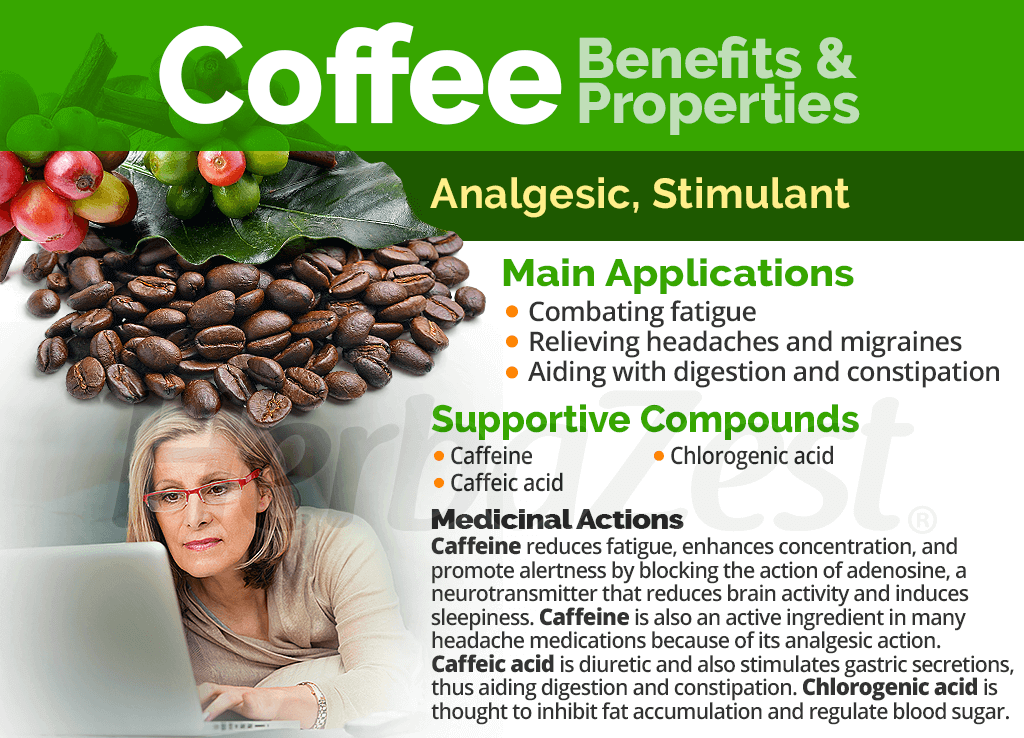 Coffee Benefits &
Properties
Analgesic, Stimulant
Main Applications
• Combating fatigue
• Relieving headaches and migraines
• Aiding with digestion and constipation
Supportive Compounds
• Caffeine • Chlorogenic acid
• Caffeic acid
HerbaZest®
Medicinal Actions
Caffeine reduces fatigue, enhances concentration, and
promote alertness by blocking the action of adenosine, a
neurotransmitter that reduces brain activity and induces
sleepiness. Caffeine is also an active ingredient in many
headache medications because of its analgesic action.
Caffeic acid is diuretic and also stimulates gastric secretions,
thus aiding digestion and constipation. Chlorogenic acid is
thought to inhibit fat accumulation and regulate blood sugar.